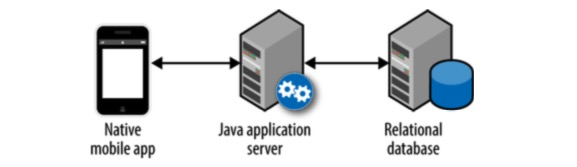 Native
mobile app
Java application
server
Relational
database